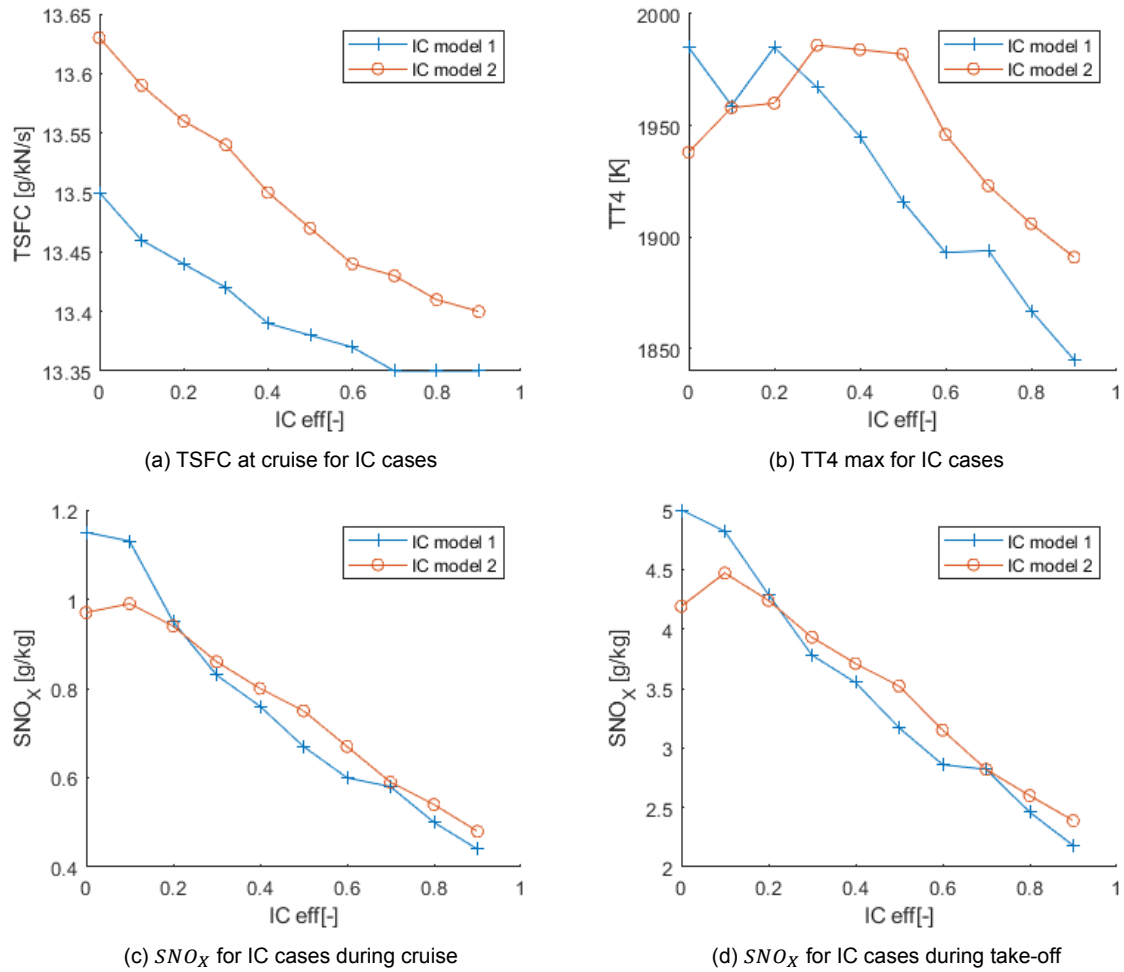 13.65
13.6
13.55
13.5
13.45
13.4
13.35
TSFC [g/kN/s]
0 0.2 0.4 0.6 0.8 1
IC eff[-]
IC model 1
IC model 2
(a) TSFC at cruise for IC cases
2000
1950
1900
1850
TT4 [K]
0 0.2 0.4 0.6 0.8 1
IC eff[-]
IC model 1
IC model 2
(b) TT4 max for IC cases
1.2
1
0.8
0.6
0.4
SNO_X [g/kg]
0 0.2 0.4 0.6 0.8 1
IC eff[-]
IC model 1
IC model 2
(c) SNO_X for IC cases during cruise
5
4.5
4
3.5
3
2.5
2
SNO_X [g/kg]
0 0.2 0.4 0.6 0.8 1
IC eff[-]
IC model 1
IC model 2
(d) SNO_X for IC cases during take-off